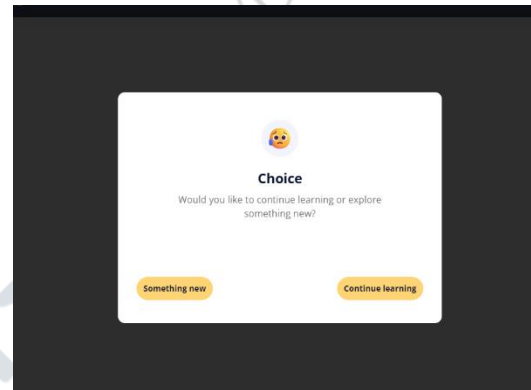 Choice
Would you like to continue learning or explore
something new?
Something new
Continue learning